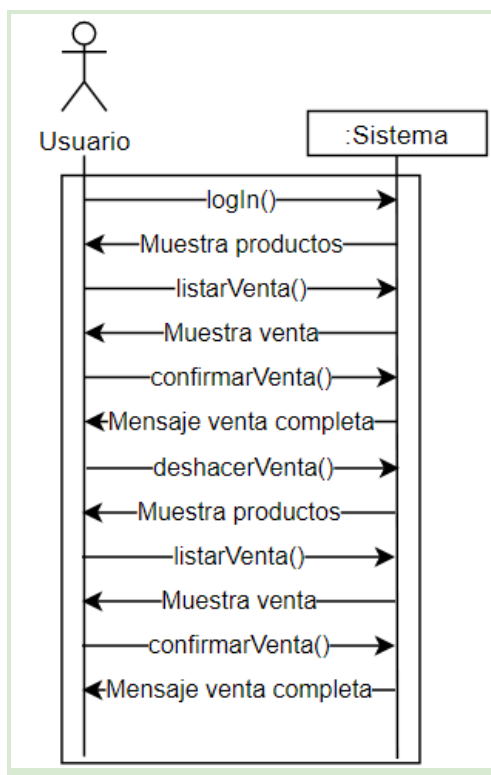 Usuario
:Sistema
logIn()
Muestra productos
listarVenta()
Muestra venta
confirmarVenta()
Mensaje venta completa
deshacerVenta()
Muestra productos
listarVenta()
Muestra venta
confirmarVenta()
Mensaje venta completa